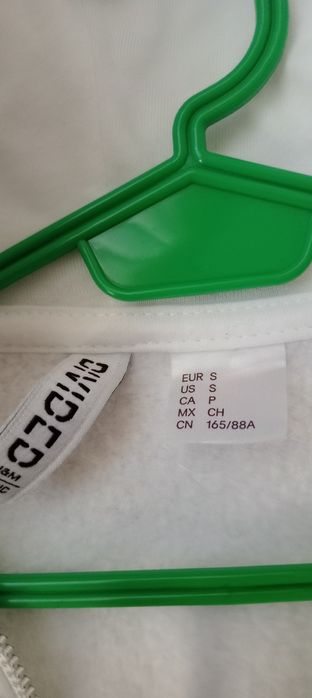 DIVIDED
H&M
EUR S
US S
CA P
MX CH
CN 165/88A